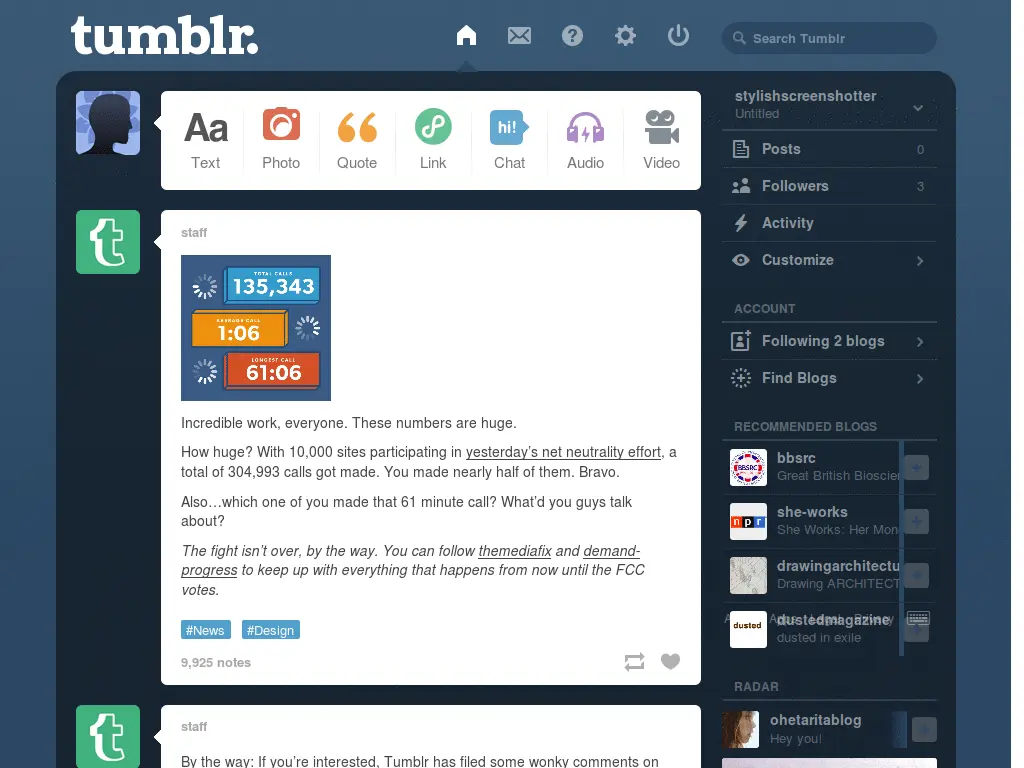 tumblr.
Search Tumblr
Aa
hi!
Text
Photo
Quote
Link
Chat
Audio
Video
staff
TOTAL CALLS
135,343
AVERAGE CALL
1:06
LONGEST CALL
61:06
Incredible work, everyone. These numbers are huge.
How huge? With 10,000 sites participating in yesterday's net neutrality effort, a
total of 304,993 calls got made. You made nearly half of them. Bravo.
Also…which one of you made that 61 minute call? What'd you guys talk
about?
The fight isn't over, by the way. You can follow themediafix and demand-
progress to keep up with everything that happens from now until the FCC
votes.
#News #Design
9,925 notes
staff
By the way: If you're interested, Tumblr has filed some wonky comments on
stylishscreenshotter
Untitled
Posts 0
Followers 3
Activity
Customize
ACCOUNT
Following 2 blogs
Find Blogs
RECOMMENDED BLOGS
BBSRC
bbsrc
Great British Bioscien
npr
she-works
She Works: Her Mon
drawingarchitectu
Drawing ARCHITECT
dusted
dustedmagazine
dusted in exile
RADAR
ohetaritablog
Hey you!